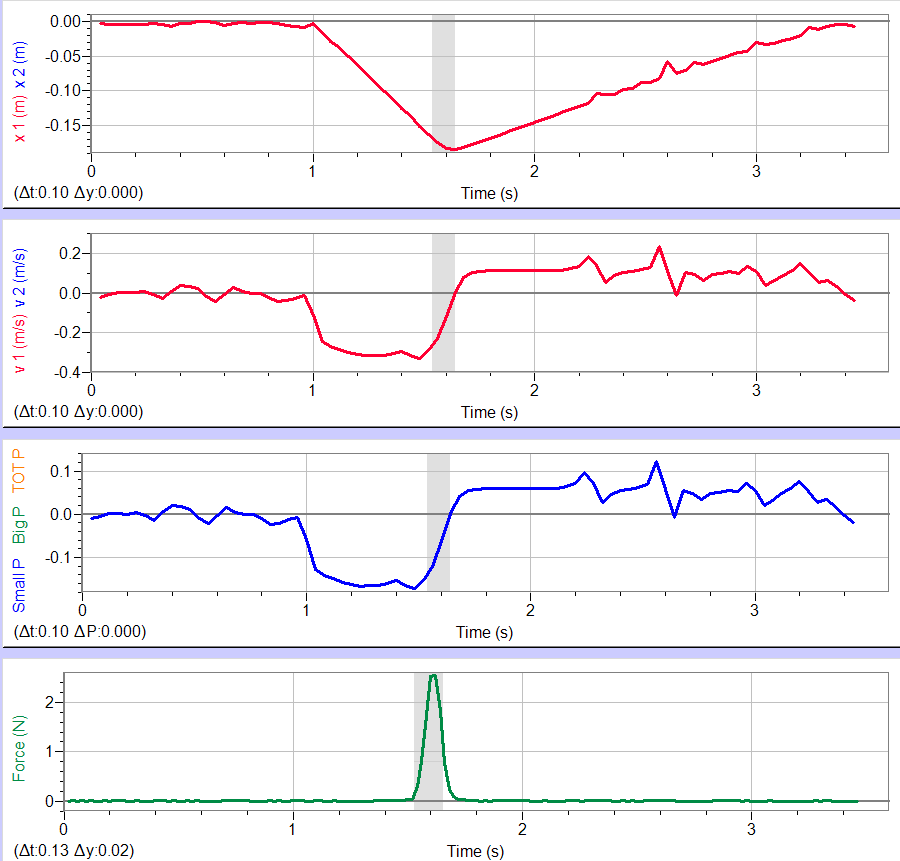 x 1 (m) x 2 (m)
0.00
-0.05
-0.10
-0.15
0 1 2 3
(Δt:0.10 Δy:0.000) Time (s)
v 1 (m/s) v 2 (m/s)
0.2
0.0
-0.2
-0.4
0 1 2 3
(Δt:0.10 Δy:0.000) Time (s)
Small P Big P TOT P
0.1
0.0
-0.1
0 1 2 3
(Δt:0.10 ΔP:0.000) Time (s)
Force (N)
2
1
0
0 1 2 3
(Δt:0.13 Δy:0.02) Time (s)